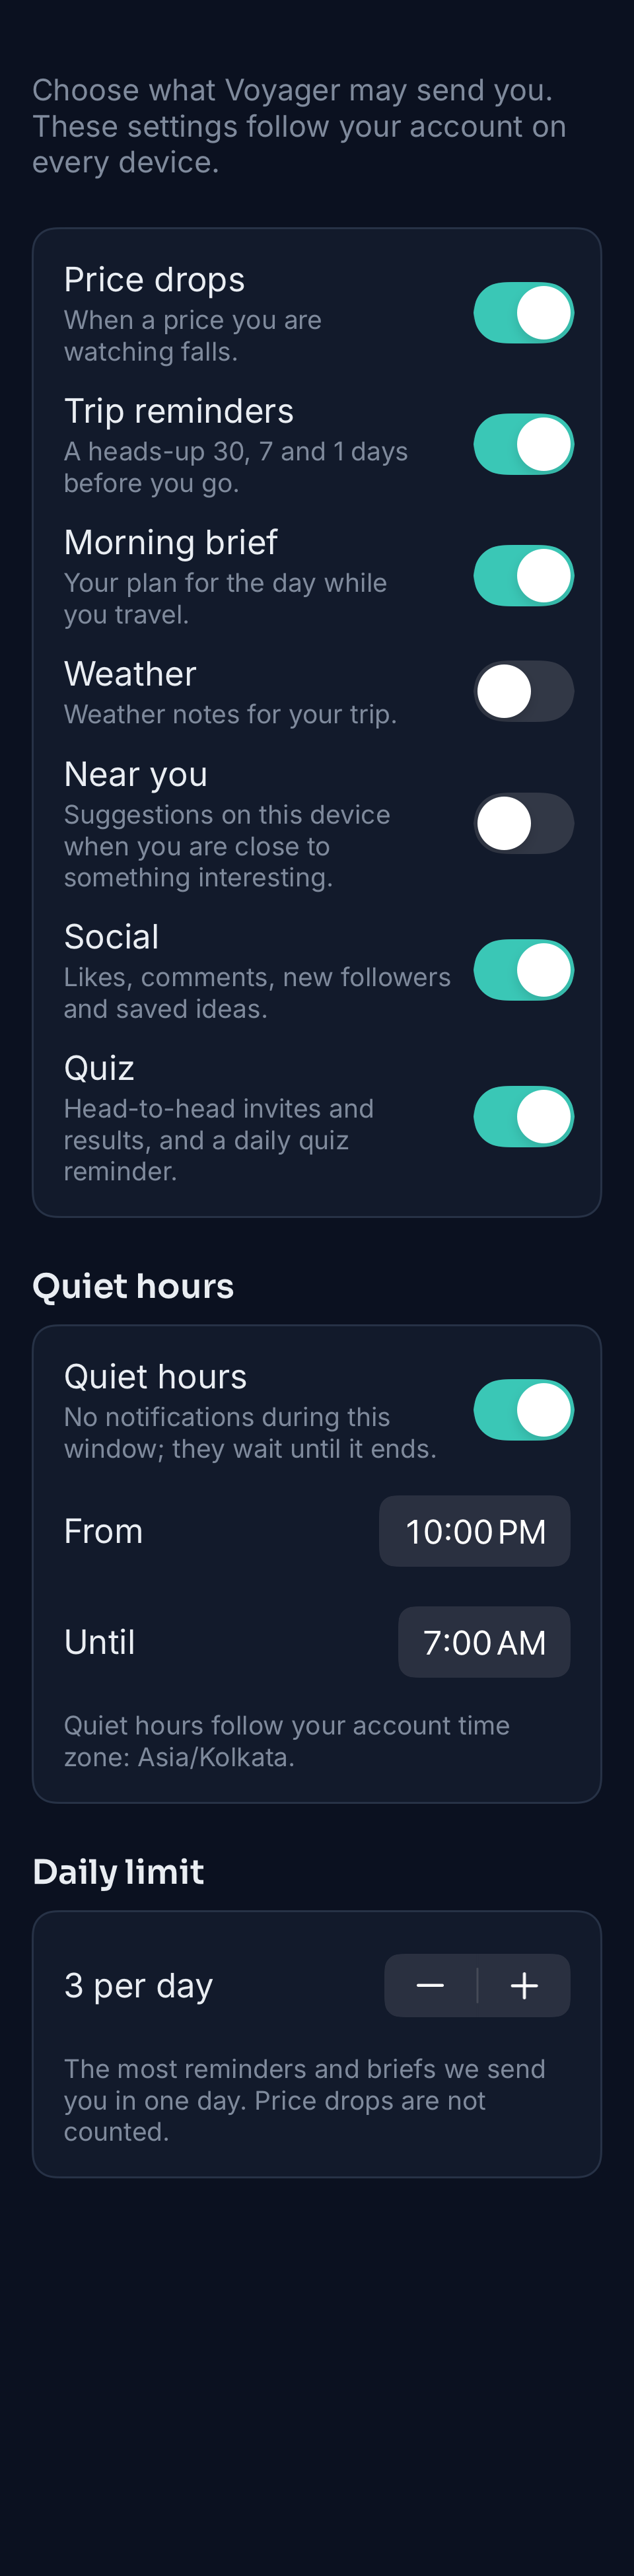 Choose what Voyager may send you.
These settings follow your account on
every device.
Price drops
When a price you are
watching falls.
Trip reminders
A heads-up 30, 7 and 1 days
before you go.
Morning brief
Your plan for the day while
you travel.
Weather
Weather notes for your trip.
Near you
Suggestions on this device
when you are close to
something interesting.
Social
Likes, comments, new followers
and saved ideas.
Quiz
Head-to-head invites and
results, and a daily quiz
reminder.
Quiet hours
Quiet hours
No notifications during this
window; they wait until it ends.
From
10:00 PM
Until
7:00 AM
Quiet hours follow your account time
zone: Asia/Kolkata.
Daily limit
3 per day
The most reminders and briefs we send
you in one day. Price drops are not
counted.